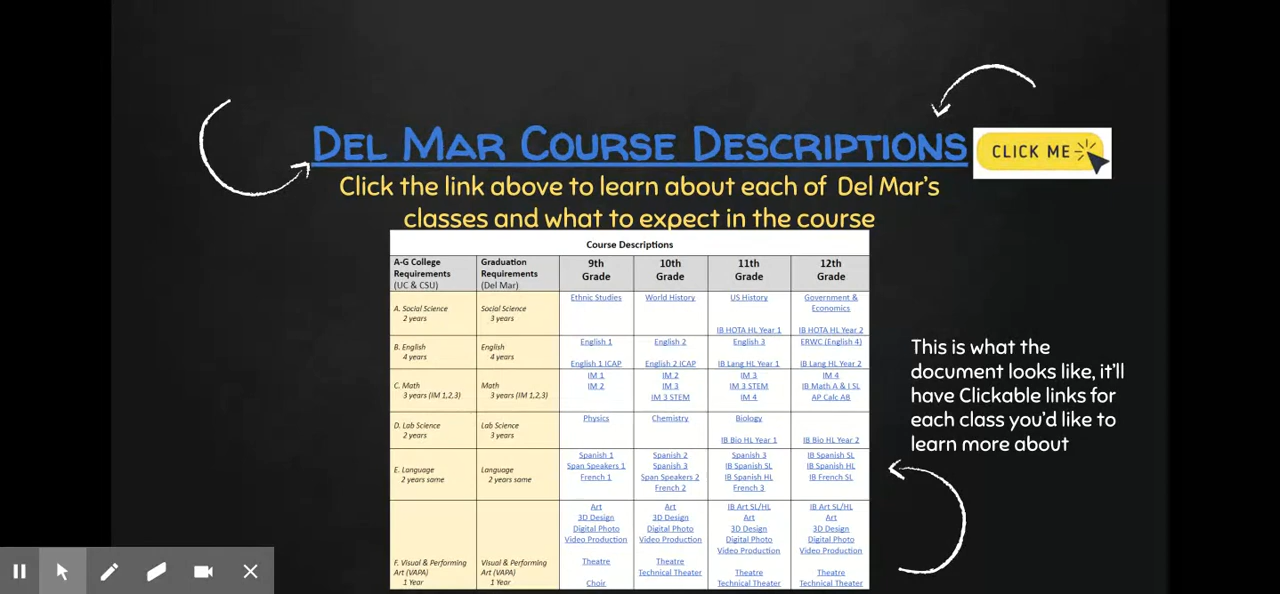 Del Mar Course Descriptions
CLICK ME
Click the link above to learn about each of Del Mar's
classes and what to expect in the course
Course Descriptions
A-G College Requirements (UC & CSU) Graduation Requirements (Del Mar) 9th Grade 10th Grade 11th Grade 12th Grade
A. Social Science 2 years
Social Science 3 years
Ethnic Studies
World History
US History
IB HOTA HL Year 1
Government & Economics
IB HOTA HL Year 2
B. English 4 years
English 4 years
English 1
English 1 ICAP
English 2
English 2 ICAP
English 3
IB Lang HL Year 1
ERWC (English 4)
IB Lang HL Year 2
C. Math 3 years (IM 1,2,3)
Math 3 years (IM 1,2,3)
IM 1
IM 2
IM 2
IM 3
IM 3 STEM
IM 3
IM 3 STEM
IM 4
IM 4
IB Math A & I SL
AP Calc AB
D. Lab Science 2 years
Lab Science 3 years
Physics
Chemistry
Biology
IB Bio HL Year 1
IB Bio HL Year 2
E. Language 2 years same
Language 2 years same
Spanish 1
Span Speakers 1
French 1
Spanish 2
Spanish 3
Span Speakers 2
French 2
Spanish 3
IB Spanish SL
IB Spanish HL
French 3
IB Spanish SL
IB Spanish HL
IB French SL
F. Visual & Performing Art (VAPA) 1 Year
Visual & Performing Art (VAPA) 1 Year
Art
3D Design
Digital Photo
Video Production
Theatre
Choir
Art
3D Design
Digital Photo
Video Production
Theatre
Technical Theater
IB Art SL/HL
Art
3D Design
Digital Photo
Video Production
Theatre
Technical Theater
IB Art SL/HL
Art
3D Design
Digital Photo
Video Production
Theatre
Technical Theater
This is what the
document looks like, it'll
have Clickable links for
each class you'd like to
learn more about